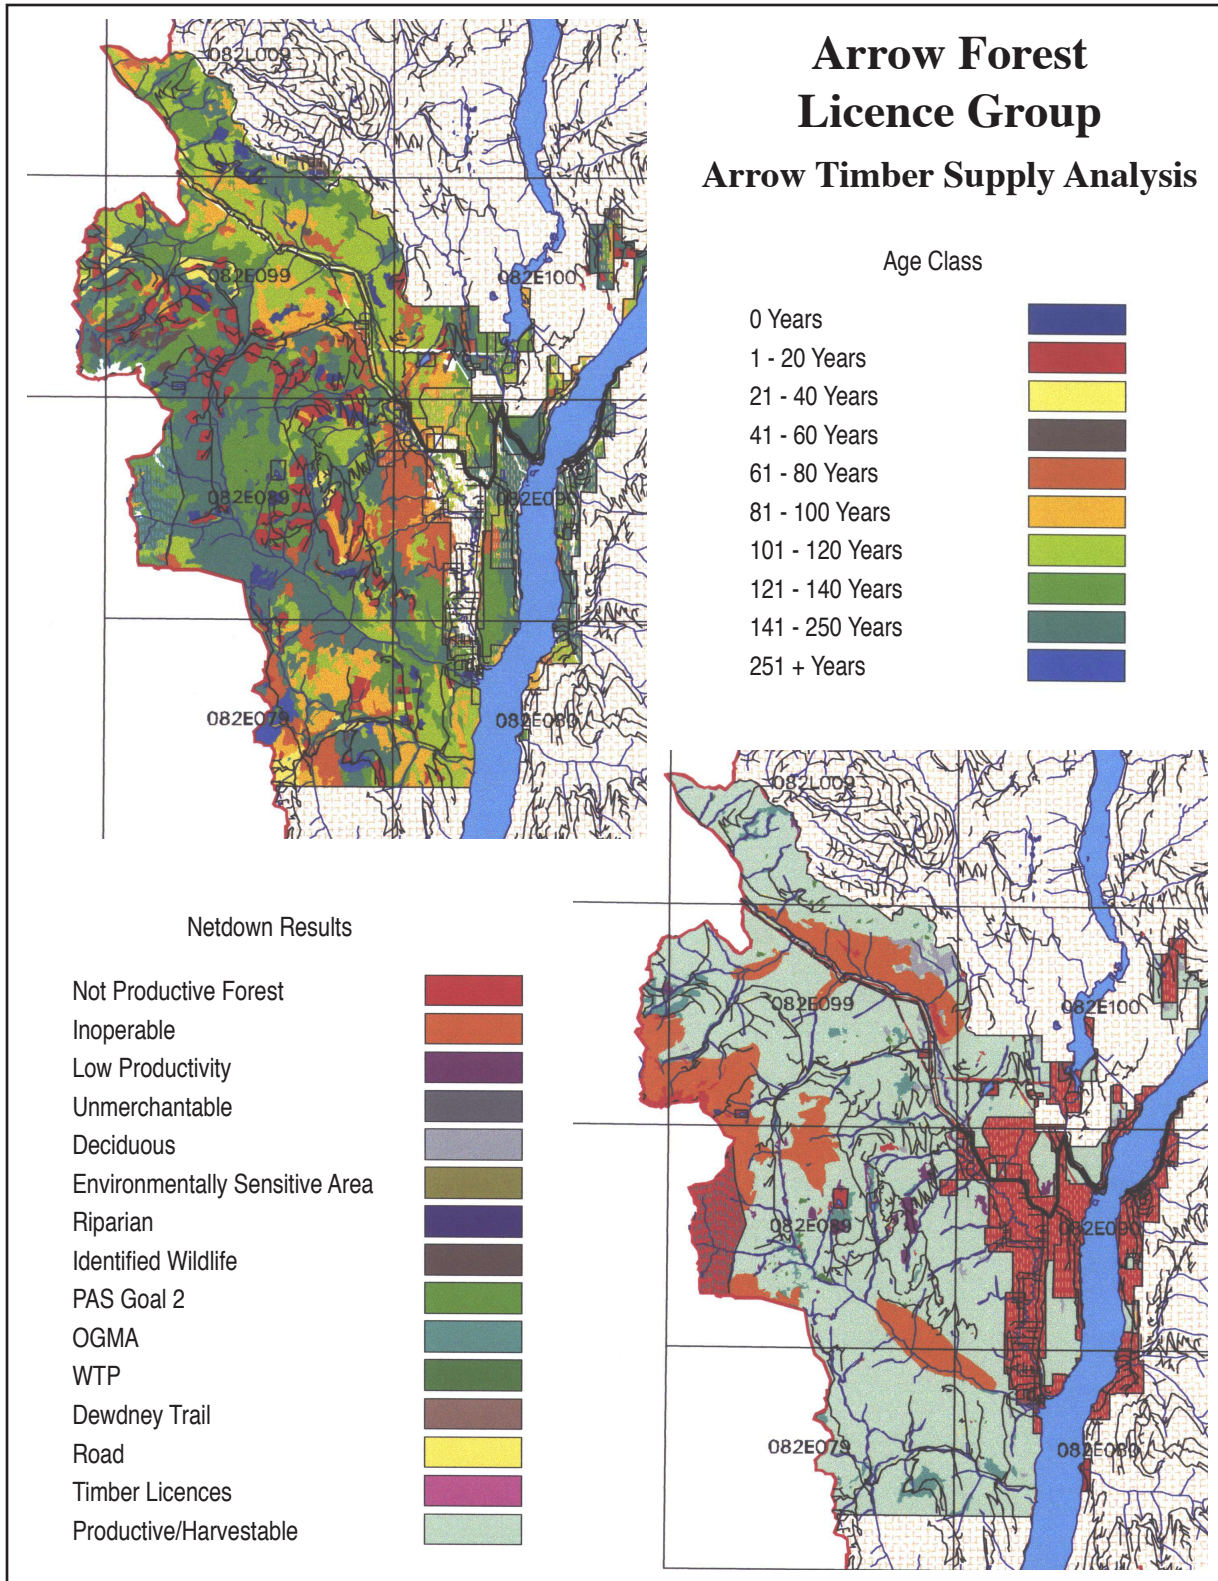 Arrow Forest
Licence Group
Arrow Timber Supply Analysis
082L009
082E099
082E100
082E089
082E090
082E079
082E080
Age Class
0 Years
1 - 20 Years
21 - 40 Years
41 - 60 Years
61 - 80 Years
81 - 100 Years
101 - 120 Years
121 - 140 Years
141 - 250 Years
251 + Years
Netdown Results
Not Productive Forest
Inoperable
Low Productivity
Unmerchantable
Deciduous
Environmentally Sensitive Area
Riparian
Identified Wildlife
PAS Goal 2
OGMA
WTP
Dewdney Trail
Road
Timber Licences
Productive/Harvestable
082L009
082E099
082E100
082E089
082E090
082E079
082E080